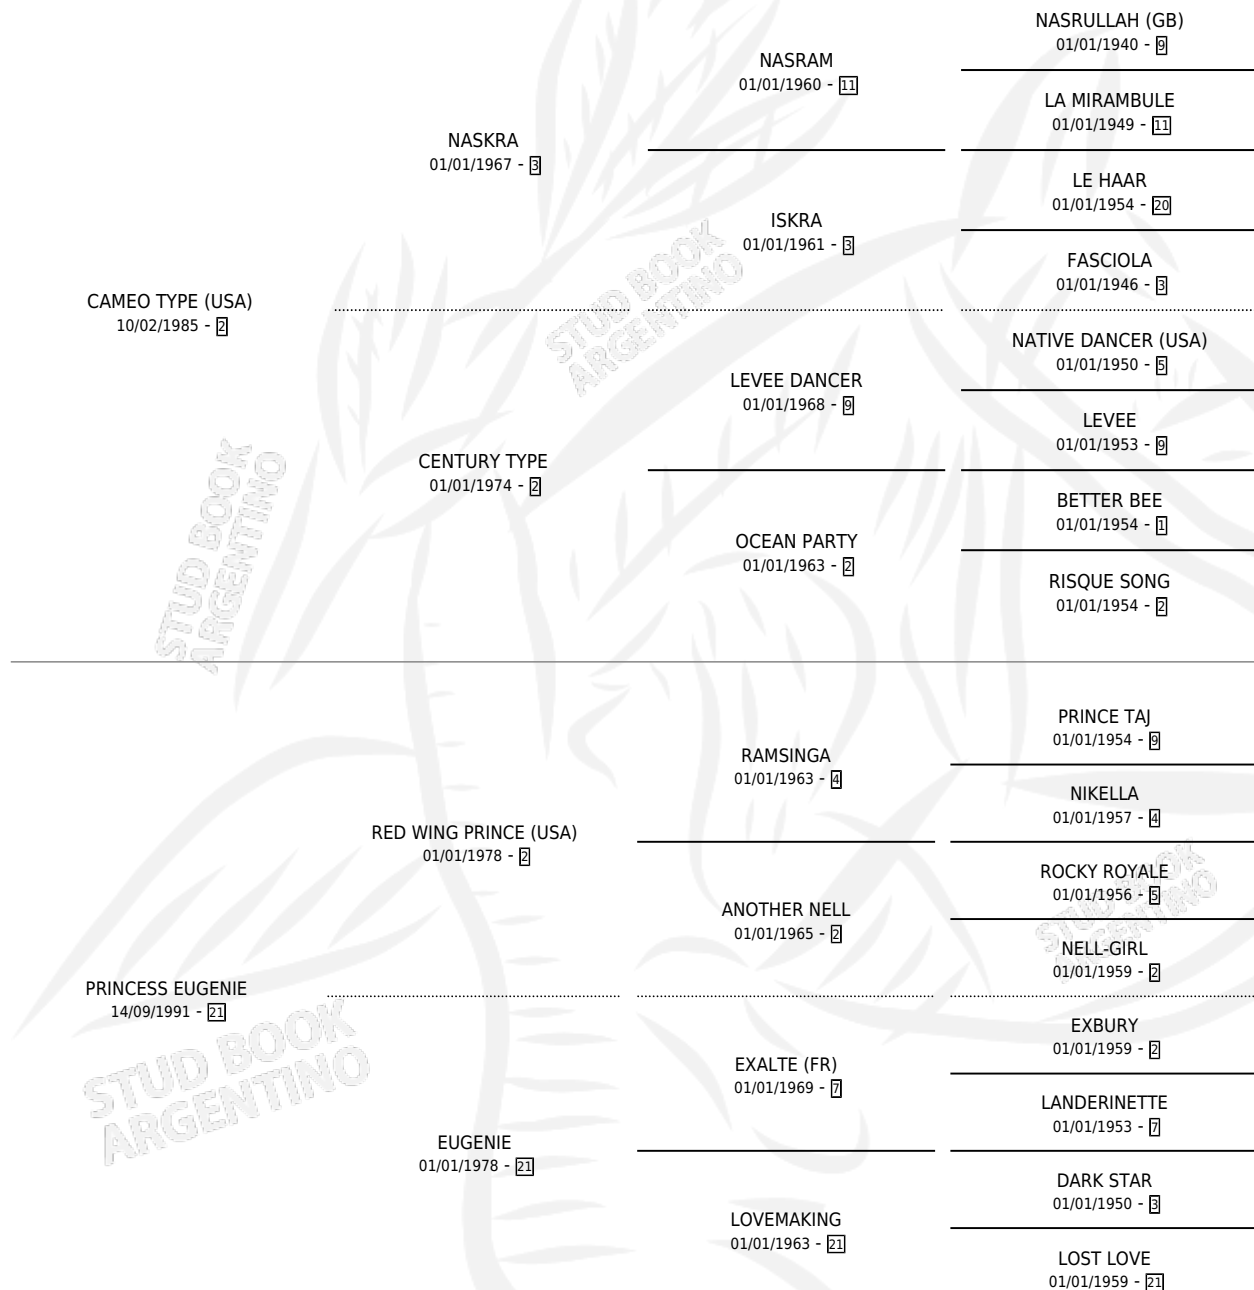 NASRULLAH (GB)
01/01/1940 - 9
NASRAM
01/01/1960 - 11
LA MIRAMBULE
01/01/1949 - 11
NASKRA
01/01/1967 - 3
LE HAAR
01/01/1954 - 20
ISKRA
01/01/1961 - 3
FASCIOLA
01/01/1946 - 3
CAMEO TYPE (USA)
10/02/1985 - 2
NATIVE DANCER (USA)
01/01/1950 - 5
LEVEE DANCER
01/01/1968 - 9
LEVEE
01/01/1953 - 9
CENTURY TYPE
01/01/1974 - 2
BETTER BEE
01/01/1954 - 1
OCEAN PARTY
01/01/1963 - 2
RISQUE SONG
01/01/1954 - 2
STUD BOOK
ARGENTINO
STUD BOOK
ARGENTINO
PRINCE TAJ
01/01/1954 - 9
RAMSINGA
01/01/1963 - 4
NIKELLA
01/01/1957 - 4
RED WING PRINCE (USA)
01/01/1978 - 2
ROCKY ROYALE
01/01/1956 - 5
ANOTHER NELL
01/01/1965 - 2
NELL-GIRL
01/01/1959 - 2
STUD BOOK
ARGENTINO
PRINCESS EUGENIE
14/09/1991 - 21
EXBURY
01/01/1959 - 2
EXALTE (FR)
01/01/1969 - 7
LANDERINETTE
01/01/1953 - 7
EUGENIE
01/01/1978 - 21
DARK STAR
01/01/1950 - 3
LOVEMAKING
01/01/1963 - 21
LOST LOVE
01/01/1959 - 21
STUD BOOK
ARGENTINO